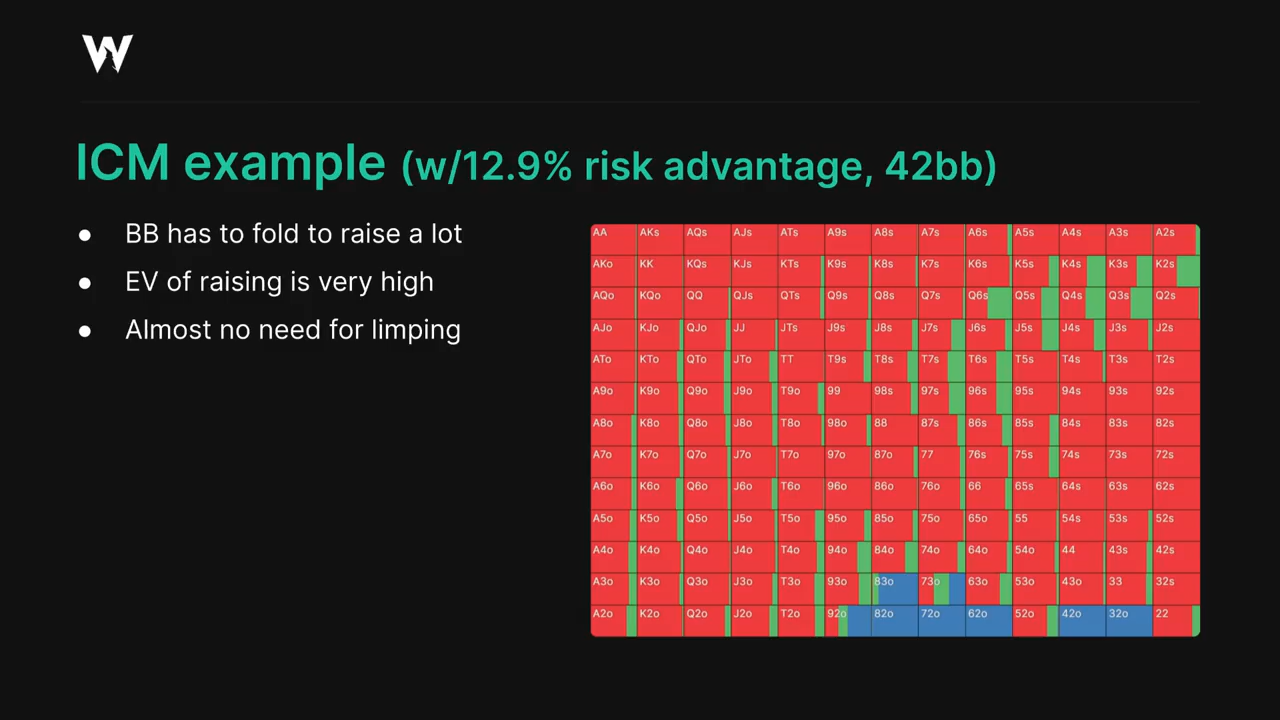 W
ICM example (w/12.9% risk advantage, 42bb)
● BB has to fold to raise a lot
● EV of raising is very high
● Almost no need for limping
AA AKs AQs AJs ATs A9s A8s A7s A6s A5s A4s A3s A2s
AKo KK KQs KJs KTs K9s K8s K7s K6s K5s K4s K3s K2s
AQo KQo QQ QJs QTs Q9s Q8s Q7s Q6s Q5s Q4s Q3s Q2s
AJo KJo QJo JJ JTs J9s J8s J7s J6s J5s J4s J3s J2s
ATo KTo QTo JTo TT T9s T8s T7s T6s T5s T4s T3s T2s
A9o K9o Q9o J9o T9o 99 98s 97s 96s 95s 94s 93s 92s
A8o K8o Q8o J8o T8o 98o 88 87s 86s 85s 84s 83s 82s
A7o K7o Q7o J7o T7o 97o 87o 77 76s 75s 74s 73s 72s
A6o K6o Q6o J6o T6o 96o 86o 76o 66 65s 64s 63s 62s
A5o K5o Q5o J5o T5o 95o 85o 75o 65o 55 54s 53s 52s
A4o K4o Q4o J4o T4o 94o 84o 74o 64o 54o 44 43s 42s
A3o K3o Q3o J3o T3o 93o 83o 73o 63o 53o 43o 33 32s
A2o K2o Q2o J2o T2o 92o 82o 72o 62o 52o 42o 32o 22